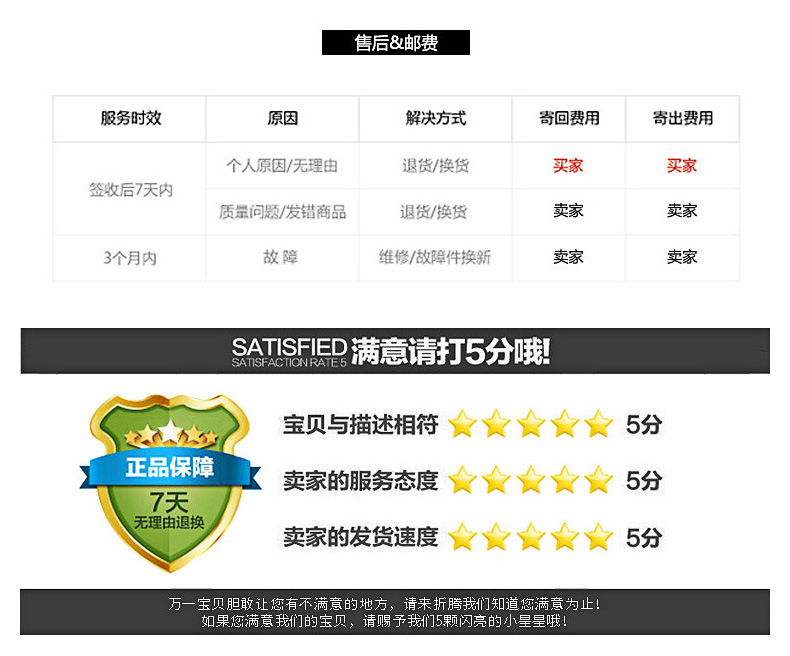 售后&邮费
服务时效 原因 解决方式 寄回费用 寄出费用
签收后7天内 个人原因/无理由 退货/换货 买家 买家
质量问题/发错商品 退货/换货 卖家 卖家
3个月内 故 障 维修/故障件换新 卖家 卖家
SATISFIED 满意请打5分哦!
SATISFACTION RATE 5
正品保障
7天
无理由退换
宝贝与描述相符 5分
卖家的服务态度 5分
卖家的发货速度 5分
万一宝贝胆敢让您有不满意的地方，请来折腾我们知道您满意为止!
如果您满意我们的宝贝，请赐予我们5颗闪亮的小星星哦!